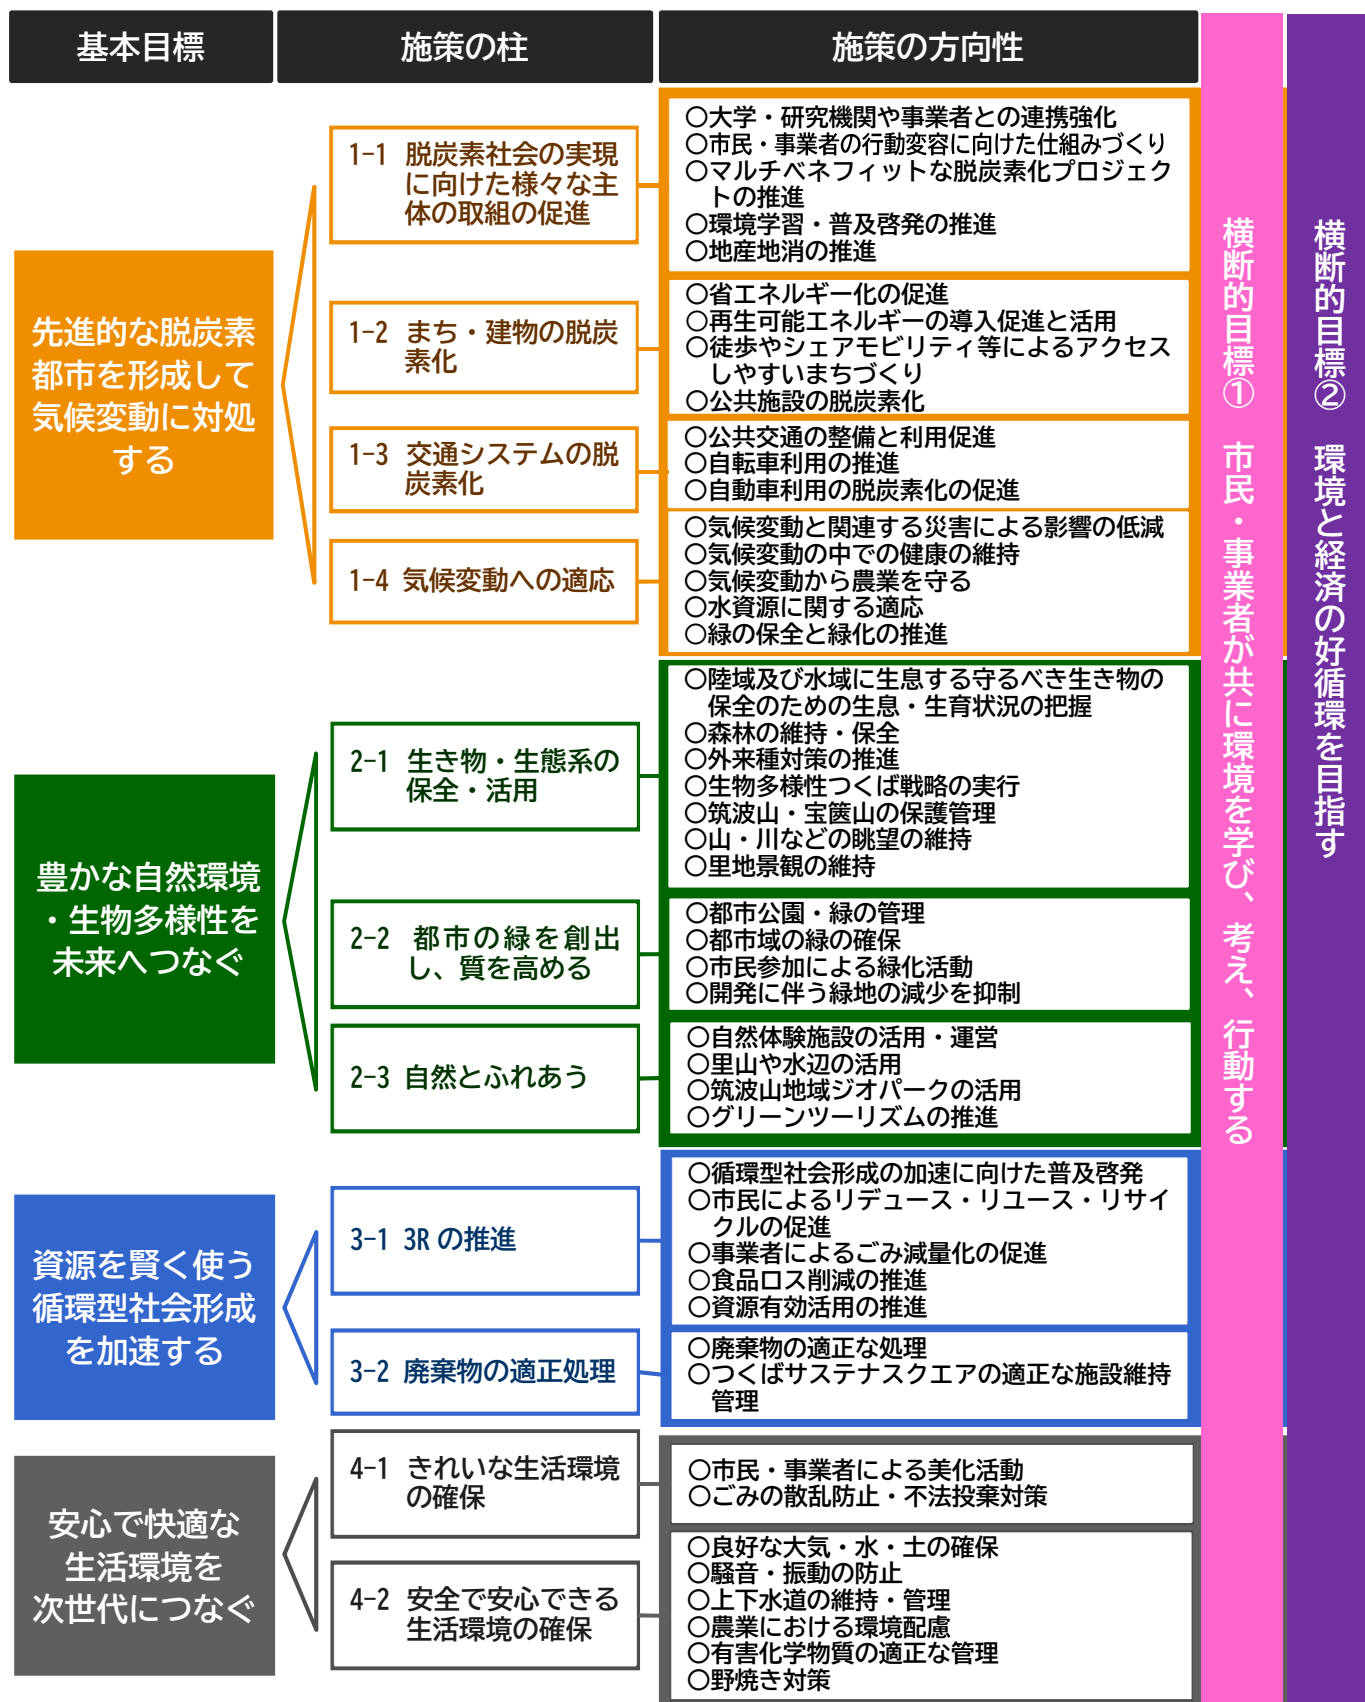 基本目標
施策の柱
施策の方向性
先進的な脱炭素
都市を形成して
気候変動に対処
する
1-1 脱炭素社会の実現
に向けた様々な主
体の取組の促進
○大学・研究機関や事業者との連携強化
○市民・事業者の行動変容に向けた仕組みづくり
○マルチベネフィットな脱炭素化プロジェク
トの推進
○環境学習・普及啓発の推進
○地産地消の推進
1-2 まち・建物の脱炭
素化
○省エネルギー化の促進
○再生可能エネルギーの導入促進と活用
○徒歩やシェアモビリティ等によるアクセス
しやすいまちづくり
○公共施設の脱炭素化
1-3 交通システムの脱
炭素化
○公共交通の整備と利用促進
○自転車利用の推進
○自動車利用の脱炭素化の促進
1-4 気候変動への適応
○気候変動と関連する災害による影響の低減
○気候変動の中での健康の維持
○気候変動から農業を守る
○水資源に関する適応
○緑の保全と緑化の推進
豊かな自然環境
・生物多様性を
未来へつなぐ
2-1 生き物・生態系の
保全・活用
○陸域及び水域に生息する守るべき生き物の
保全のための生息・生育状況の把握
○森林の維持・保全
○外来種対策の推進
○生物多様性つくば戦略の実行
○筑波山・宝篋山の保護管理
○山・川などの眺望の維持
○里地景観の維持
2-2 都市の緑を創出
し、質を高める
○都市公園・緑の管理
○都市域の緑の確保
○市民参加による緑化活動
○開発に伴う緑地の減少を抑制
2-3 自然とふれあう
○自然体験施設の活用・運営
○里山や水辺の活用
○筑波山地域ジオパークの活用
○グリーンツーリズムの推進
資源を賢く使う
循環型社会形成
を加速する
3-1 3R の推進
○循環型社会形成の加速に向けた普及啓発
○市民によるリデュース・リユース・リサイ
クルの促進
○事業者によるごみ減量化の促進
○食品ロス削減の推進
○資源有効活用の推進
3-2 廃棄物の適正処理
○廃棄物の適正な処理
○つくばサステナスクエアの適正な施設維持
管理
安心で快適な
生活環境を
次世代につなぐ
4-1 きれいな生活環境
の確保
○市民・事業者による美化活動
○ごみの散乱防止・不法投棄対策
4-2 安全で安心できる
生活環境の確保
○良好な大気・水・土の確保
○騒音・振動の防止
○上下水道の維持・管理
○農業における環境配慮
○有害化学物質の適正な管理
○野焼き対策
横断的目標① 市民・事業者が共に環境を学び、考え、行動する
横断的目標② 環境と経済の好循環を目指す